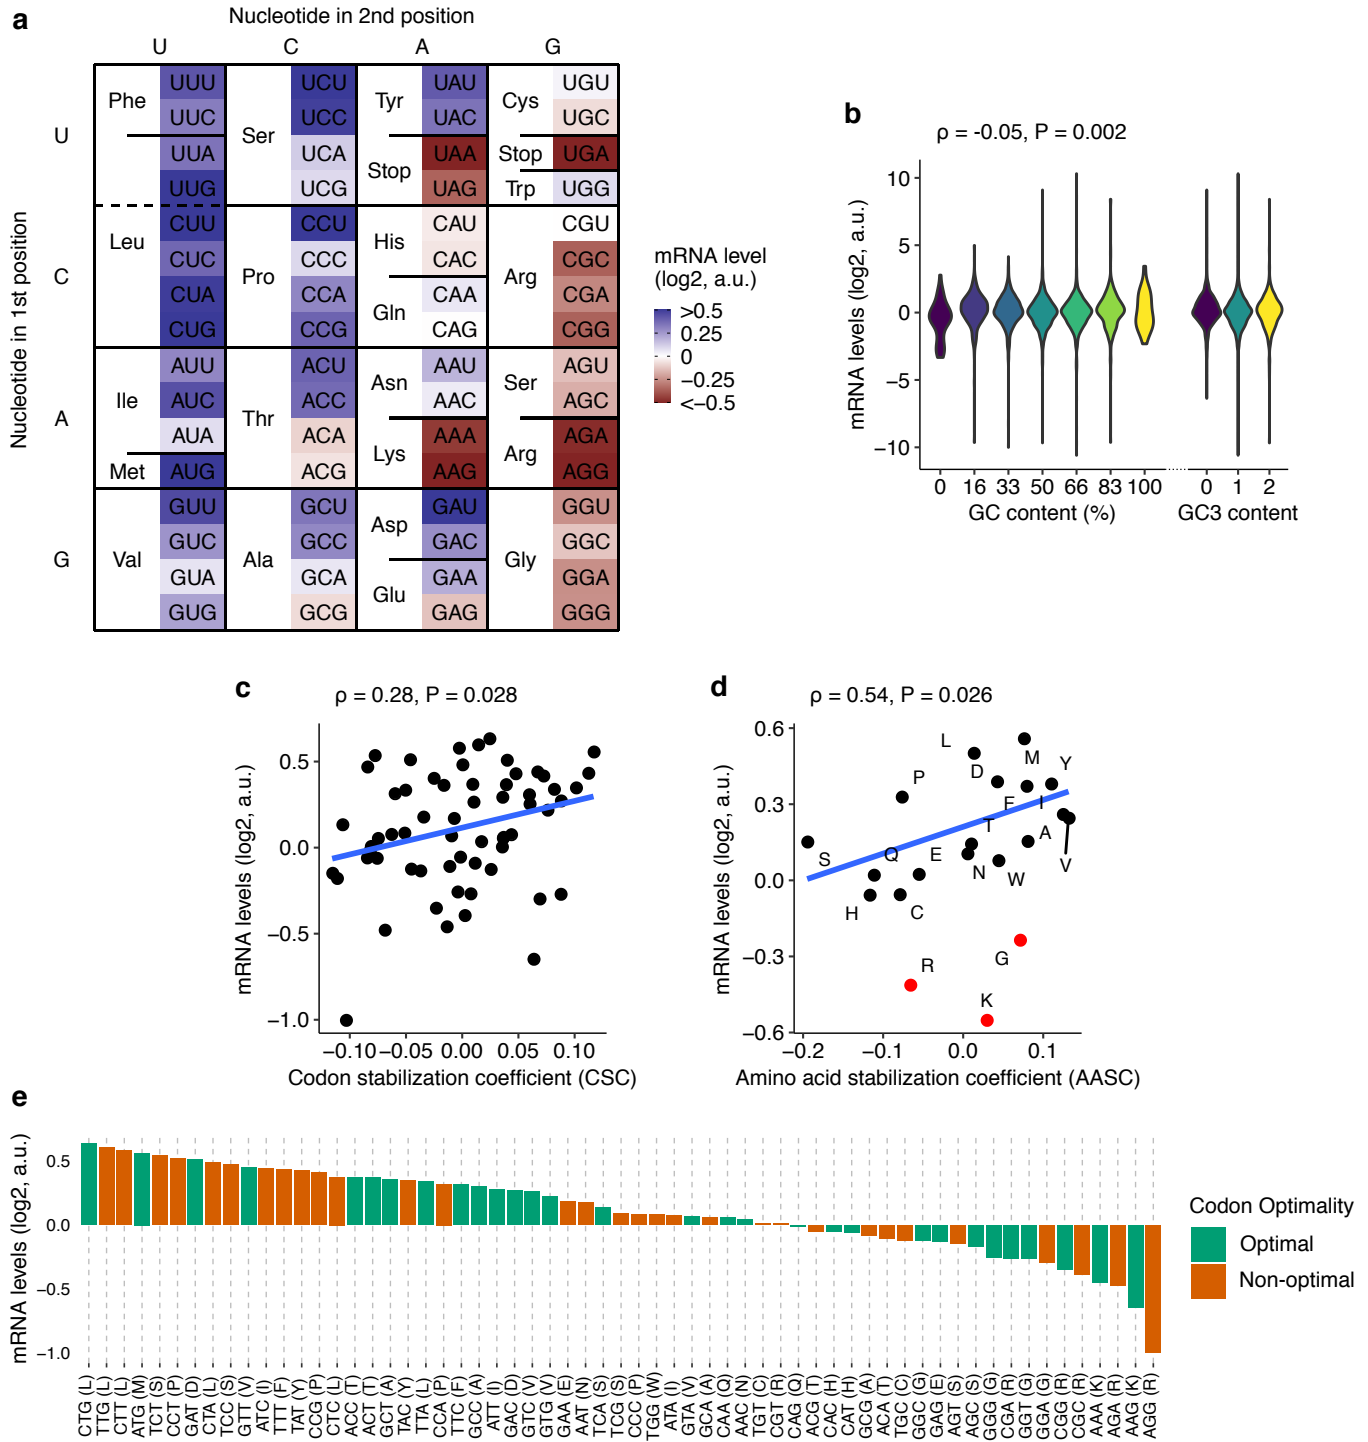 a
Nucleotide in 2nd position
U C A G
Nucleotide in 1st position
U
Phe UUU UUC
UUA UUG
Ser UCU UCC UCA UCG
Tyr UAU UAC
Stop UAA UAG
Cys UGU UGC
Stop UGA
Trp UGG
C
Leu CUU CUC CUA CUG
Pro CCU CCC CCA CCG
His CAU CAC
Gln CAA CAG
Arg CGU CGC CGA CGG
A
Ile AUU AUC AUA
Met AUG
Thr ACU ACC ACA ACG
Asn AAU AAC
Lys AAA AAG
Ser AGU AGC
Arg AGA AGG
G
Val GUU GUC GUA GUG
Ala GCU GCC GCA GCG
Asp GAU GAC
Glu GAA GAG
Gly GGU GGC GGA GGG
mRNA level
(log2, a.u.)
>0.5
0.25
0
−0.25
<−0.5
b
ρ = -0.05, P = 0.002
mRNA levels (log2, a.u.)
10
5
0
−5
−10
0 16 33 50 66 83 100
GC content (%)
0 1 2
GC3 content
c
ρ = 0.28, P = 0.028
mRNA levels (log2, a.u.)
0.5
0.0
−0.5
−1.0
−0.10 −0.05 0.00 0.05 0.10
Codon stabilization coefficient (CSC)
d
ρ = 0.54, P = 0.026
mRNA levels (log2, a.u.)
0.6
0.3
0.0
−0.3
−0.6
L
M
Y
D
P
F
I
T
A
S
Q
E
N
W
V
H
C
R
G
K
−0.2 −0.1 0.0 0.1
Amino acid stabilization coefficient (AASC)
e
mRNA levels (log2, a.u.)
0.5
0.0
−0.5
−1.0
CTG (L)
TTG (L)
CTT (L)
ATG (M)
TCT (S)
CCT (P)
GAT (D)
CTA (L)
TCC (S)
GTT (V)
ATC (I)
TTT (F)
TAT (Y)
CCG (P)
CTC (L)
ACC (T)
ACT (T)
GCT (A)
TAC (Y)
TTA (L)
CCA (P)
TTC (F)
GCC (A)
ATT (I)
GAC (D)
GTC (V)
GTG (V)
GAA (E)
AAT (N)
TCA (S)
TCG (S)
CCC (P)
TGG (W)
ATA (I)
GTA (V)
GCA (A)
CAA (Q)
AAC (N)
TGT (C)
CGT (R)
CAG (Q)
ACG (T)
CAC (H)
CAT (H)
GCG (A)
ACA (T)
TGC (C)
GGC (G)
GAG (E)
AGT (S)
AGC (S)
GGG (G)
CGA (R)
GGT (G)
GGA (G)
CGG (R)
CGC (R)
AAA (K)
AGA (R)
AAG (K)
AGG (R)
Codon Optimality
Optimal
Non-optimal